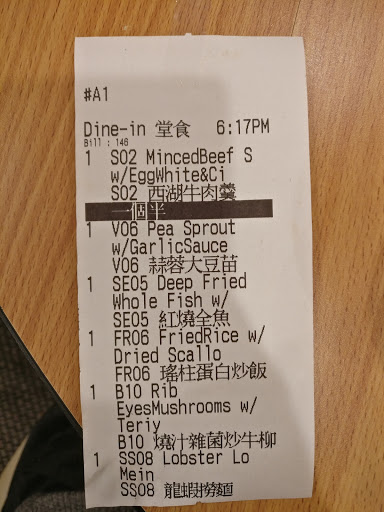 #A1
Dine-in 堂食 6:17PM
Bill : 146
1 S02 MincedBeef S
w/EggWhite&Ci
S02 西湖牛肉羹
一個半
1 V06 Pea Sprout
w/GarlicSauce
V06 蒜蓉大豆苗
1 SE05 Deep Fried
Whole Fish w/
SE05 紅燒全魚
1 FR06 FriedRice w/
Dried Scallo
FR06 瑤柱蛋白炒飯
1 B10 Rib
EyesMushrooms w/
Teriy
B10 燒汁雜菌炒牛柳
1 SS08 Lobster Lo
Mein
SS08 龍蝦撈麵